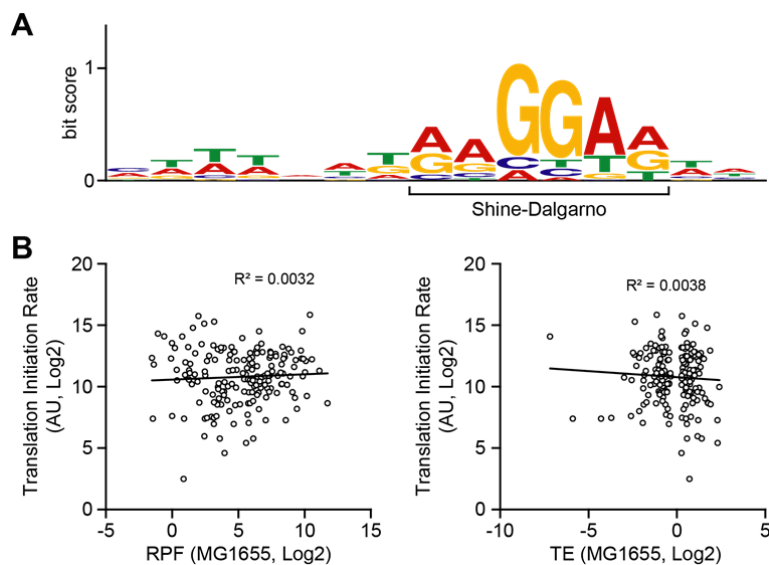 A
bit score
1
0
AAGGAA
Shine-Dalgarno
B
Translation Initiation Rate
(AU, Log2)
20
15
10
5
0
R² = 0.0032
-5
0
5
10
15
RPF (MG1655, Log2)
Translation Initiation Rate
(AU, Log2)
20
15
10
5
0
R² = 0.0038
-10
-5
0
5
TE (MG1655, Log2)